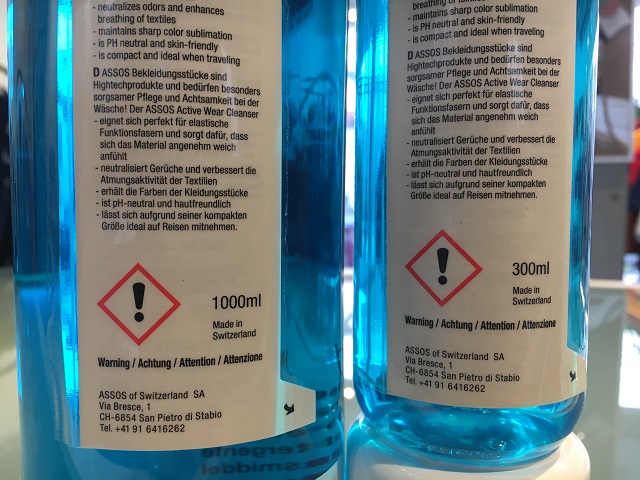 - neutralizes odors and enhances
breathing of textiles
- maintains sharp color sublimation
- is PH neutral and skin-friendly
- is compact and ideal when traveling
D ASSOS Bekleidungsstücke sind
Hightechprodukte und bedürfen besonders
sorgsamer Pflege und Achtsamkeit bei der
Wäsche! Der ASSOS Active Wear Cleanser
- eignet sich perfekt für elastische
Funktionsfasern und sorgt dafür, dass
sich das Material angenehm weich
anfühlt
- neutralisiert Gerüche und verbessert die
Atmungsaktivität der Textilien
- erhält die Farben der Kleidungsstücke
- ist pH-neutral und hautfreundlich
- lässt sich aufgrund seiner kompakten
Größe ideal auf Reisen mitnehmen.
1000ml
Made in
Switzerland
Warning / Achtung / Attention / Attenzione
ASSOS of Switzerland SA
Via Bresce, 1
CH-6854 San Pietro di Stabio
Tel. +41 91 6416262
breathing of textiles
- maintains sharp color sublimation
- is PH neutral and skin-friendly
- is compact and ideal when traveling
D ASSOS Bekleidungsstücke sind
Hightechprodukte und bedürfen besonders
sorgsamer Pflege und Achtsamkeit bei der
Wäsche! Der ASSOS Active Wear Cleanser
- eignet sich perfekt für elastische
Funktionsfasern und sorgt dafür, dass
sich das Material angenehm weich
anfühlt
- neutralisiert Gerüche und verbessert die
Atmungsaktivität der Textilien
- erhält die Farben der Kleidungsstücke
- ist pH-neutral und hautfreundlich
- lässt sich aufgrund seiner kompakten
Größe ideal auf Reisen mitnehmen.
300ml
Made in
Switzerland
Warning / Achtung / Attention / Attenzione
ASSOS of Switzerland SA
Via Bresce, 1
CH-6854 San Pietro di Stabio
Tel. +41 91 6416262